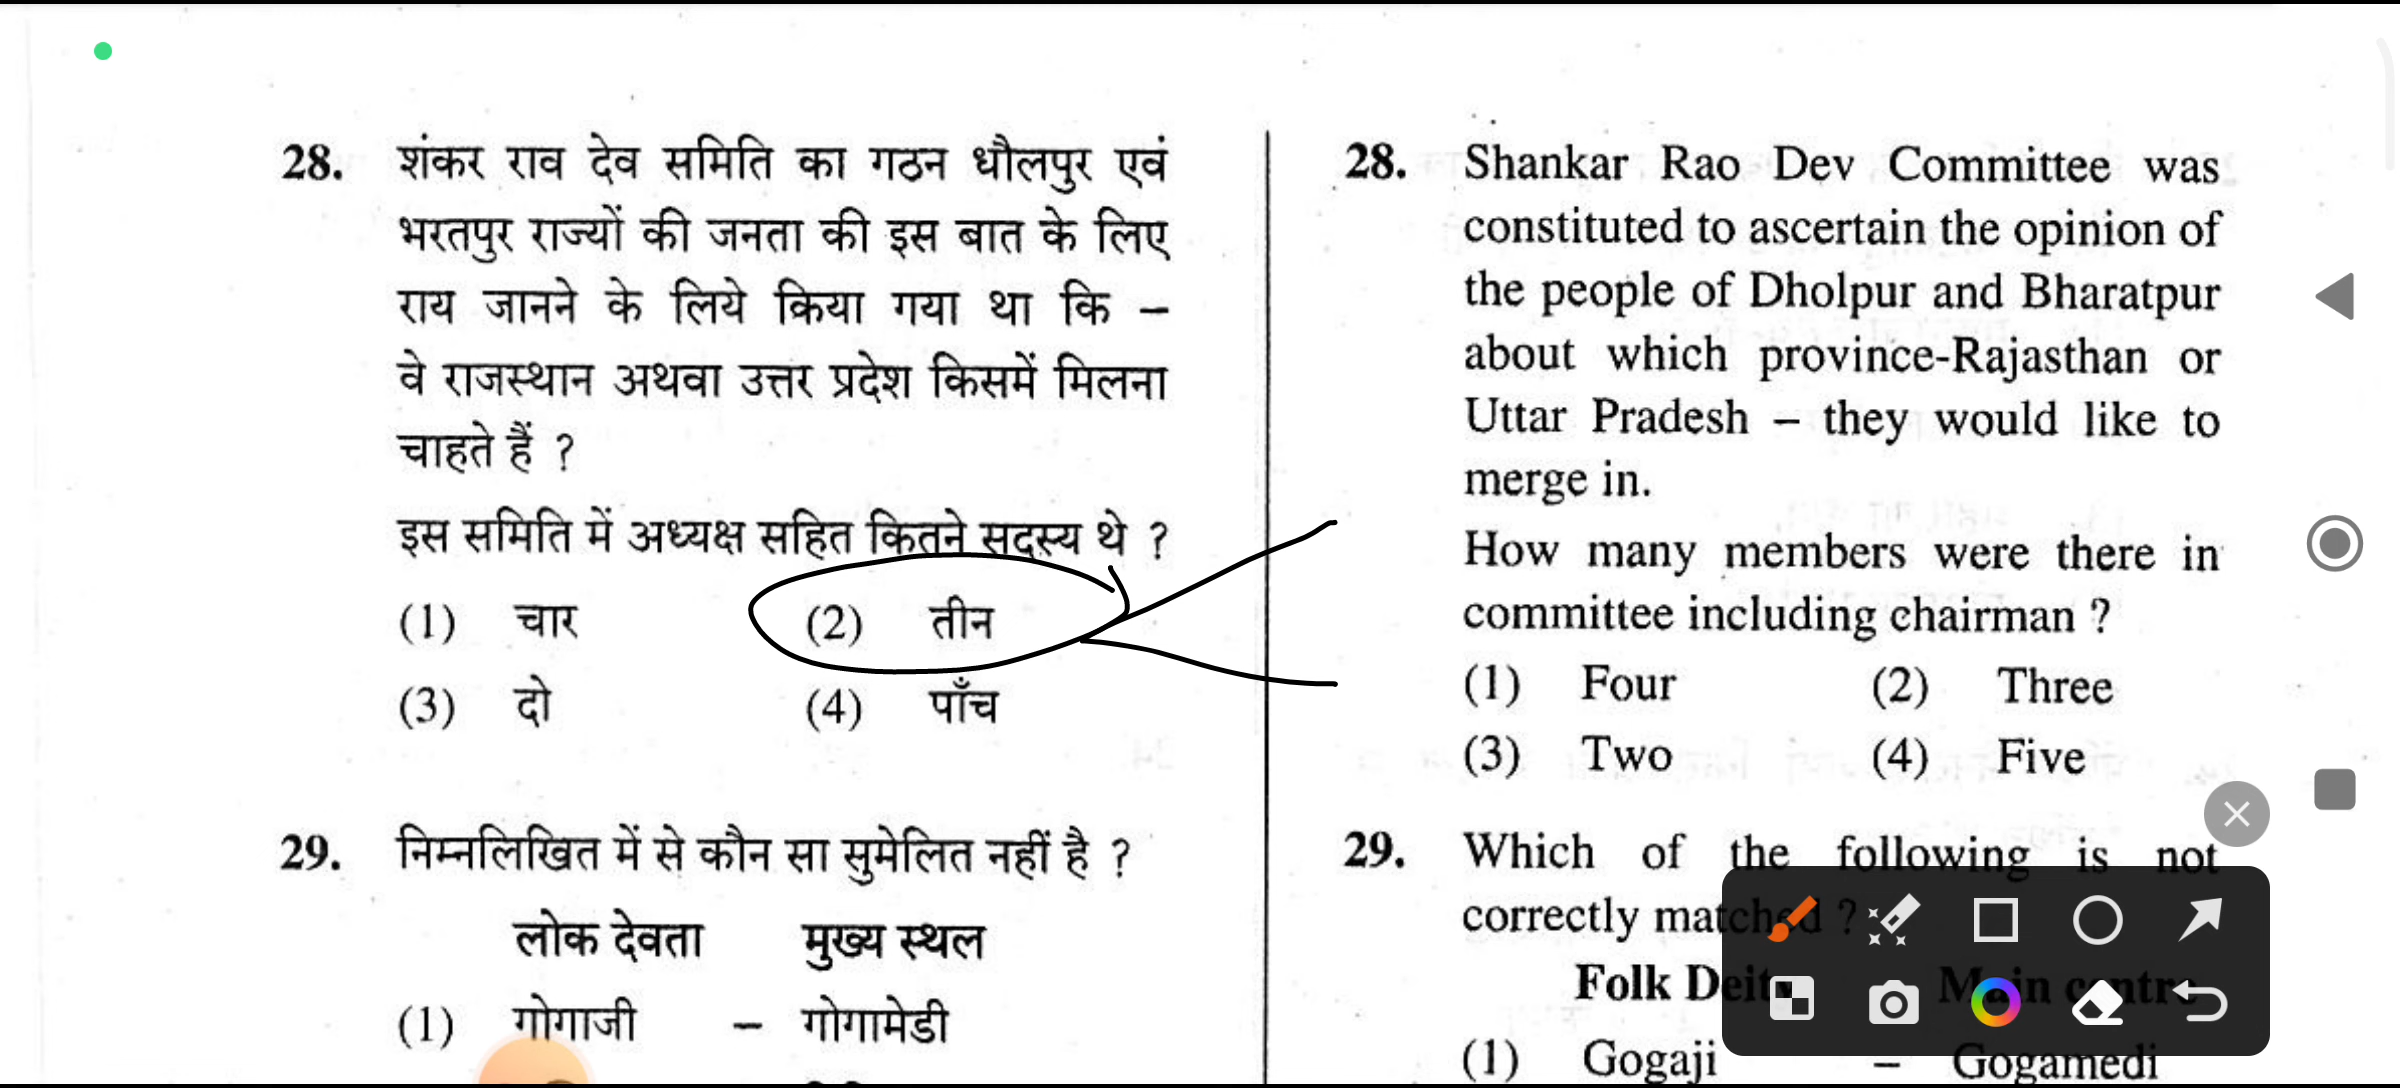 28. शंकर राव देव समिति का गठन धौलपुर एवं
भरतपुर राज्यों की जनता की इस बात के लिए
राय जानने के लिये किया गया था कि –
वे राजस्थान अथवा उत्तर प्रदेश किसमें मिलना
चाहते हैं ?
इस समिति में अध्यक्ष सहित कितने सदस्य थे ?
(1) चार (2) तीन
(3) दो (4) पाँच
29. निम्नलिखित में से कौन सा सुमेलित नहीं है ?
लोक देवता मुख्य स्थल
(1) गोगाजी – गोगामेडी
28. Shankar Rao Dev Committee was
constituted to ascertain the opinion of
the people of Dholpur and Bharatpur
about which province-Rajasthan or
Uttar Pradesh – they would like to
merge in.
How many members were there in
committee including chairman ?
(1) Four (2) Three
(3) Two (4) Five
29. Which of the following is not
correctly matched ?
Folk Deity Main centre
(1) Gogaji – Gogamedi